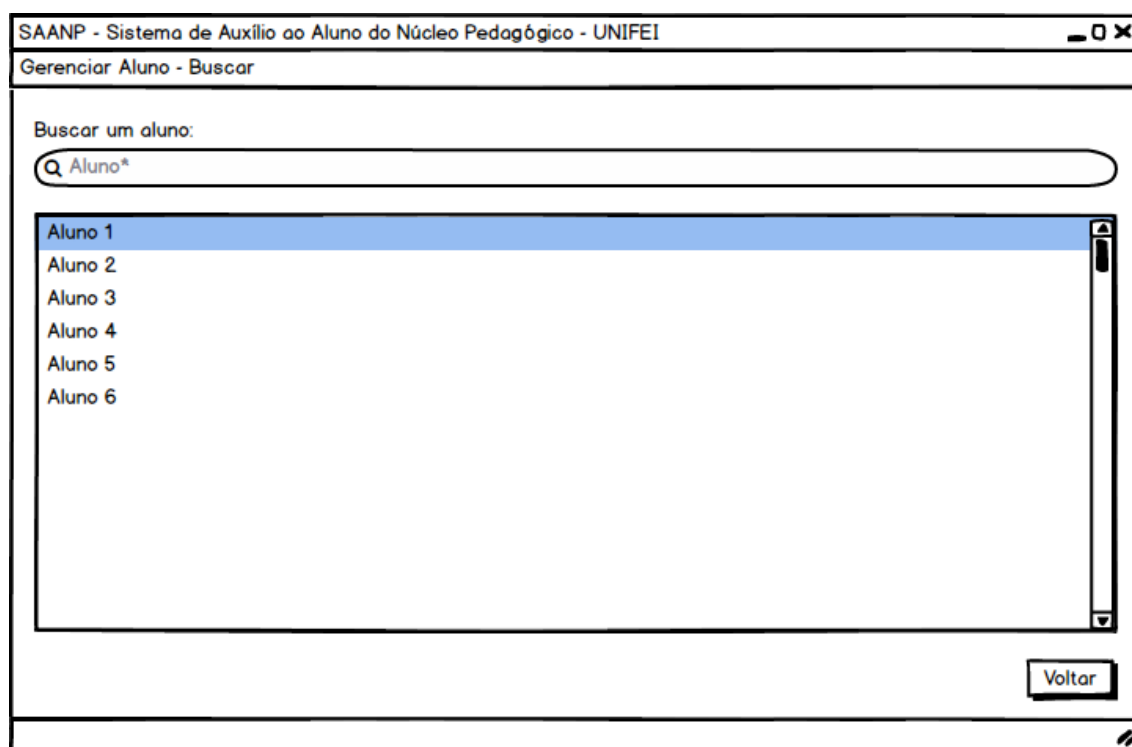 SAANP - Sistema de Auxílio ao Aluno do Núcleo Pedagógico - UNIFEI
Gerenciar Aluno - Buscar
Buscar um aluno:
Aluno*
Aluno 1
Aluno 2
Aluno 3
Aluno 4
Aluno 5
Aluno 6
Voltar